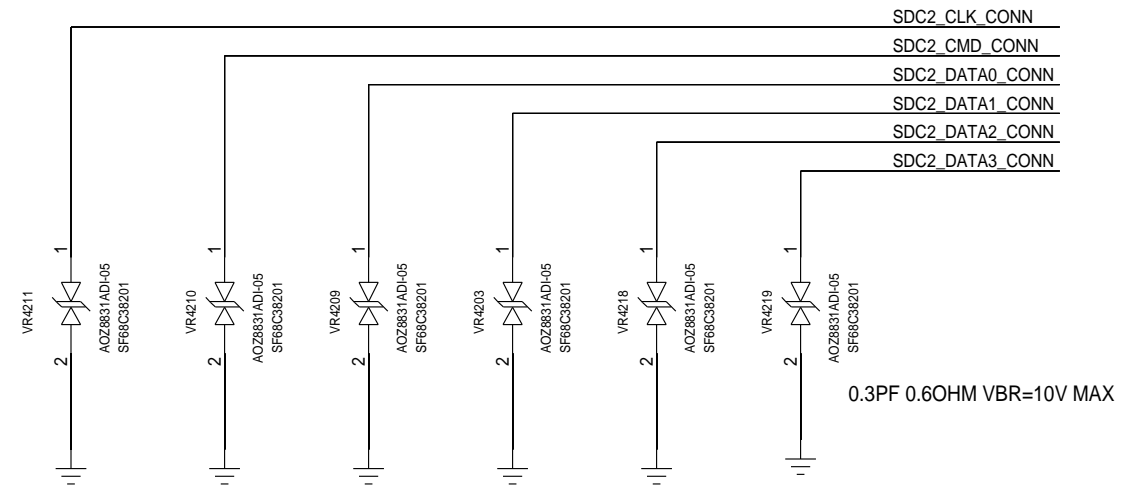 SDC2_CLK_CONN
SDC2_CMD_CONN
SDC2_DATA0_CONN
SDC2_DATA1_CONN
SDC2_DATA2_CONN
SDC2_DATA3_CONN
1
VR4211
AOZ8831ADI-05
SF68C38201
2
1
VR4210
AOZ8831ADI-05
SF68C38201
2
1
VR4209
AOZ8831ADI-05
SF68C38201
2
1
VR4203
AOZ8831ADI-05
SF68C38201
2
1
VR4218
AOZ8831ADI-05
SF68C38201
2
1
VR4219
AOZ8831ADI-05
SF68C38201
2
0.3PF 0.6OHM VBR=10V MAX